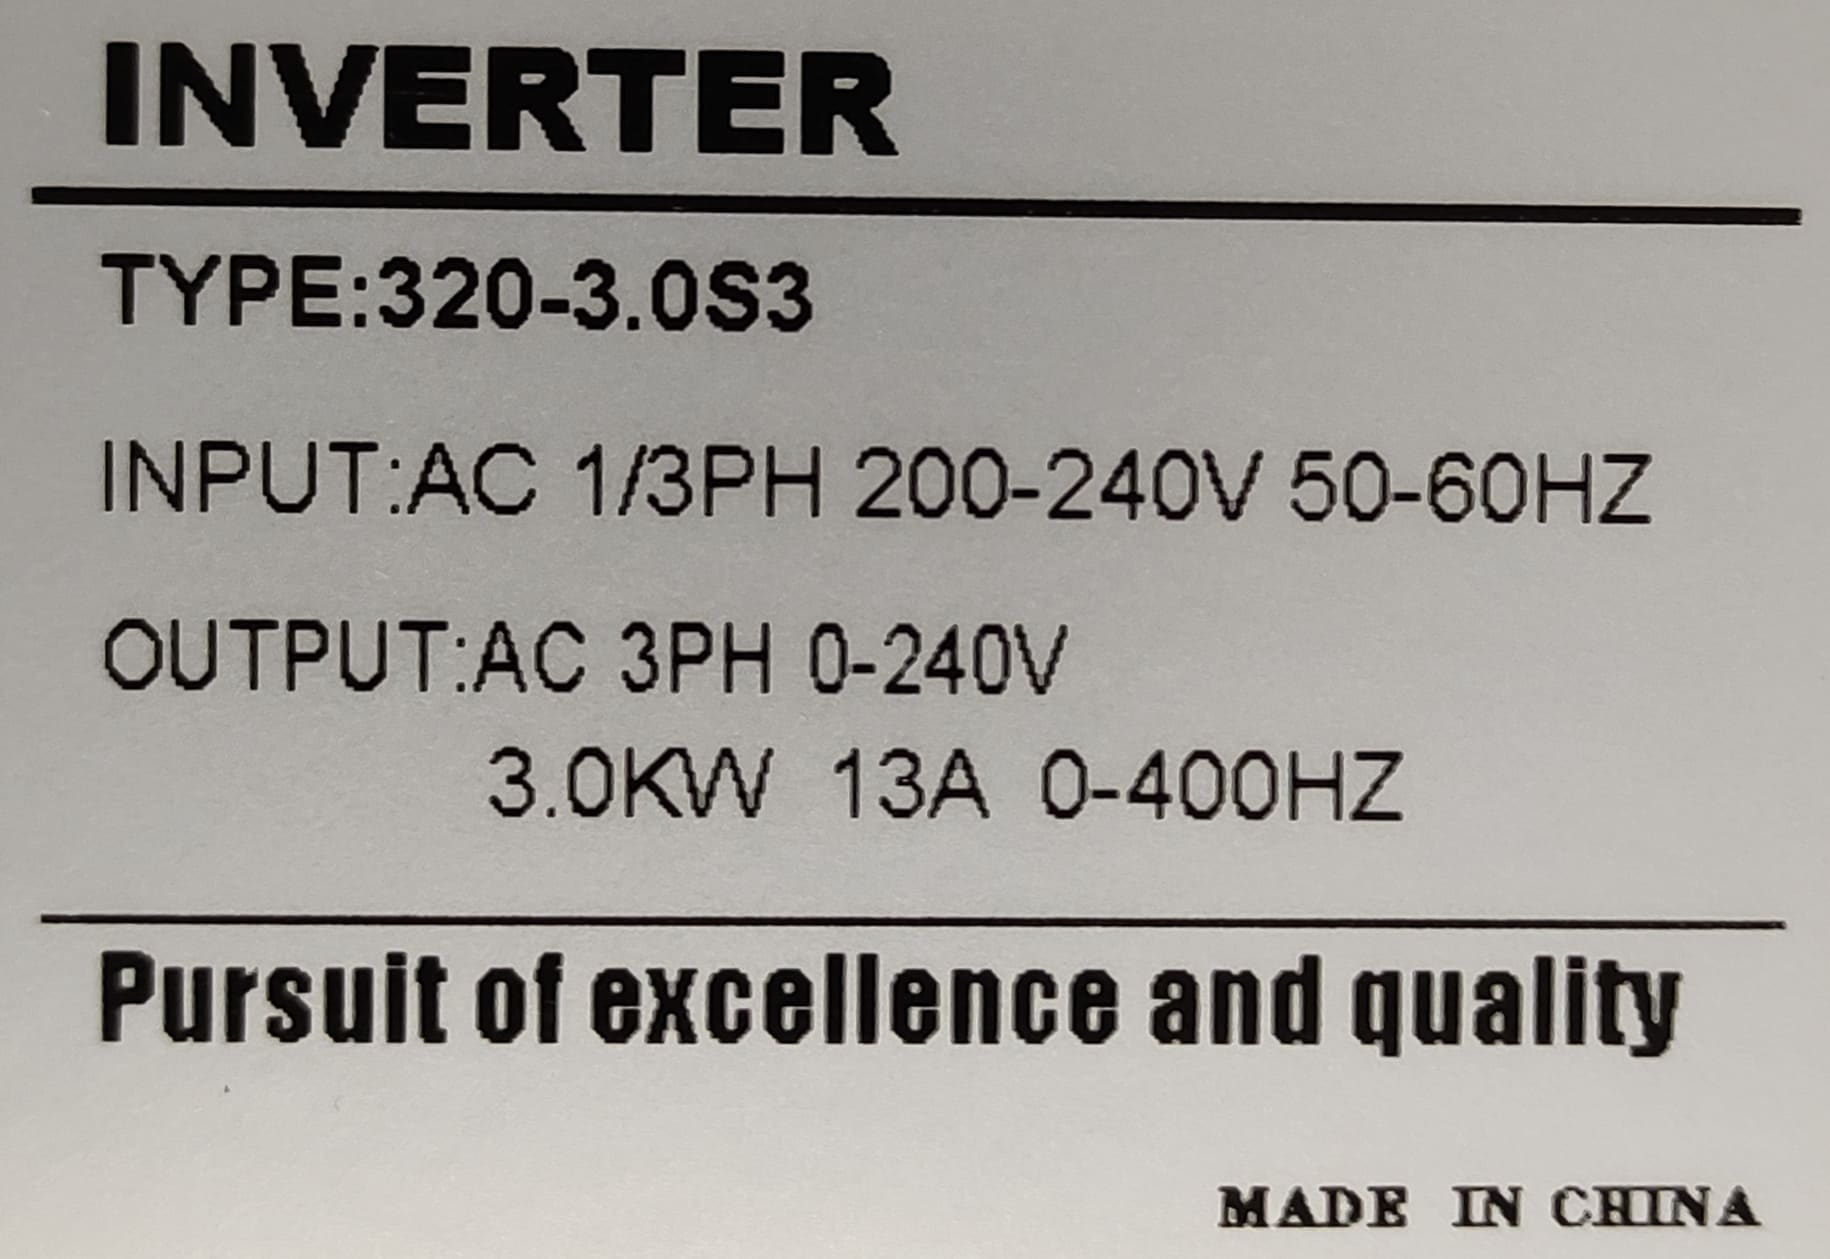 INVERTER
TYPE:320-3.0S3
INPUT:AC 1/3PH 200-240V 50-60HZ
OUTPUT:AC 3PH 0-240V
3.0KW 13A 0-400HZ
Pursuit of excellence and quality
MADE IN CHINA